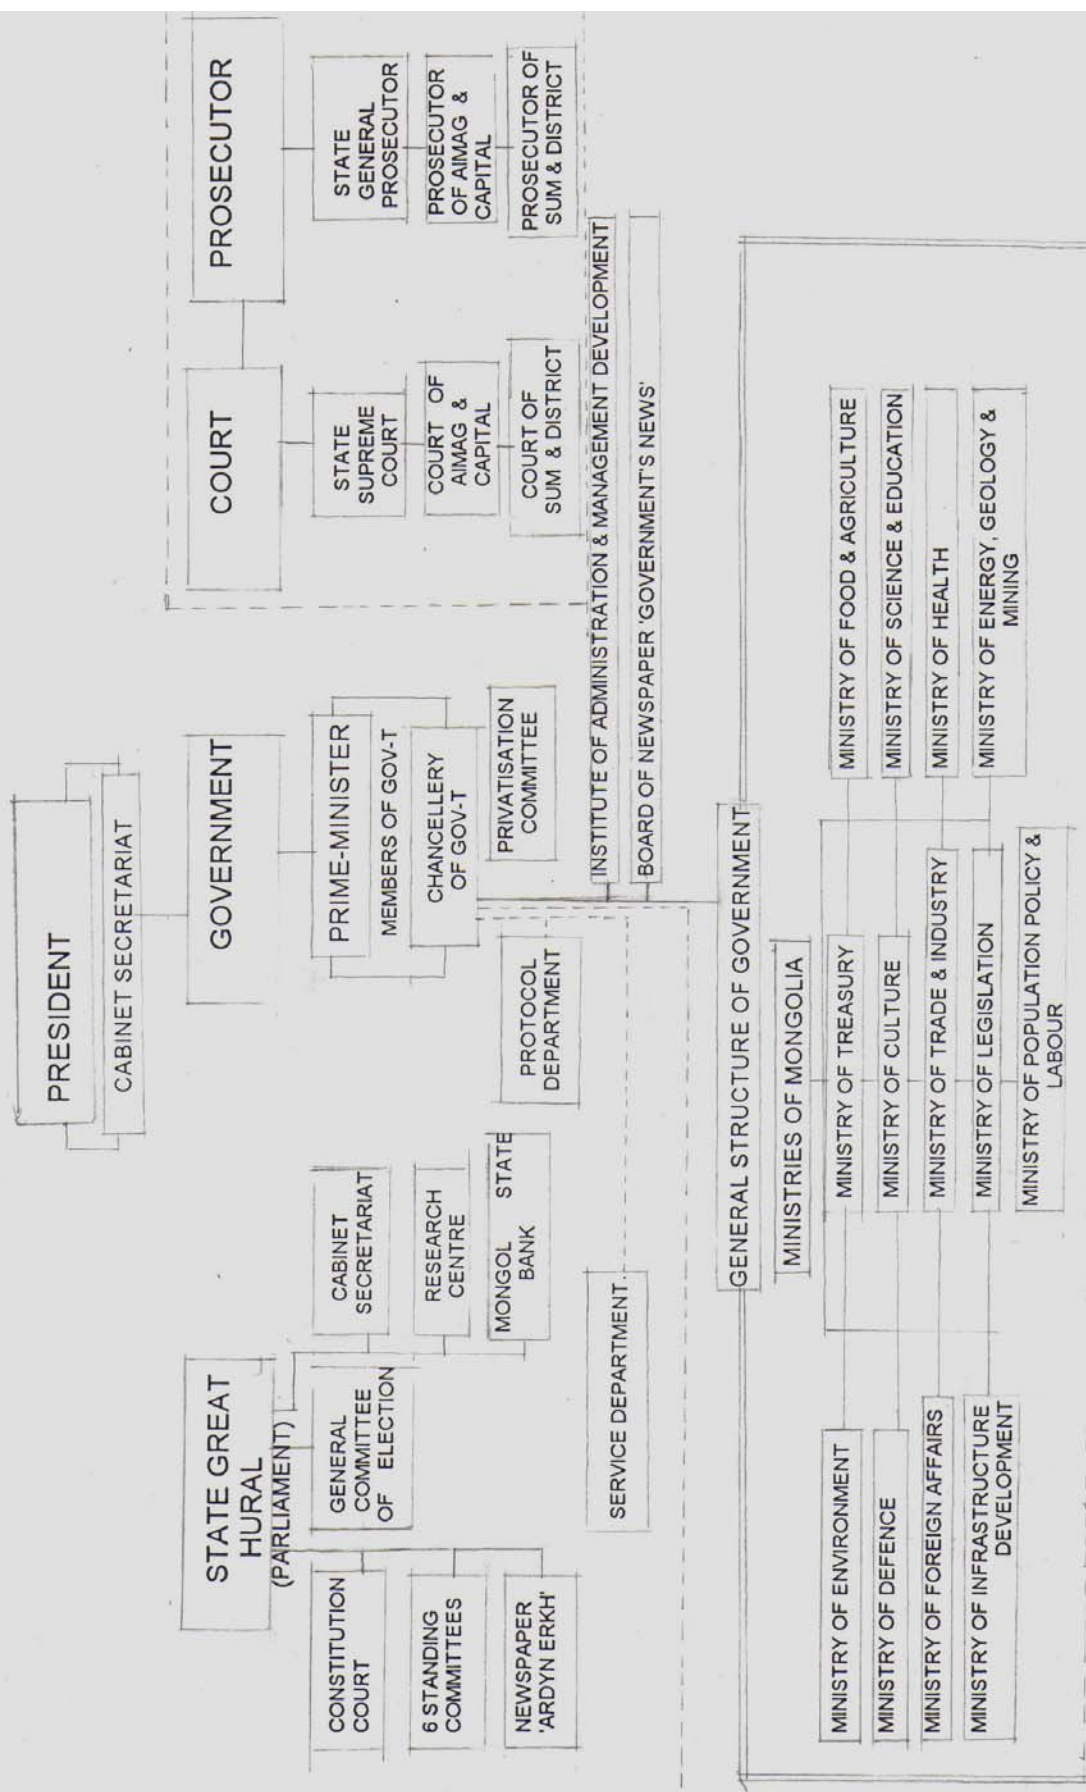 PRESIDENT
CABINET SECRETARIAT
STATE GREAT
HURAL
(PARLIAMENT)
GOVERNMENT
COURT
PROSECUTOR
CONSTITUTION
COURT
6 STANDING
COMMITTEES
NEWSPAPER
'ARDYN ERKH'
GENERAL
COMMITTEE
OF ELECTION
CABINET
SECRETARIAT
RESEARCH
CENTRE
MONGOL STATE
BANK
PRIME-MINISTER
MEMBERS OF GOV-T
CHANCELLERY
OF GOV-T
PROTOCOL
DEPARTMENT
PRIVATISATION
COMMITTEE
STATE
SUPREME
COURT
COURT OF
AIMAG &
CAPITAL
COURT OF
SUM & DISTRICT
STATE
GENERAL
PROSECUTOR
PROSECUTOR
OF AIMAG &
CAPITAL
PROSECUTOR OF
SUM & DISTRICT
SERVICE DEPARTMENT
INSTITUTE OF ADMINISTRATION & MANAGEMENT DEVELOPMENT
BOARD OF NEWSPAPER 'GOVERNMENT'S NEWS'
GENERAL STRUCTURE OF GOVERNMENT
MINISTRIES OF MONGOLIA
MINISTRY OF ENVIRONMENT
MINISTRY OF DEFENCE
MINISTRY OF FOREIGN AFFAIRS
MINISTRY OF INFRASTRUCTURE
DEVELOPMENT
MINISTRY OF TREASURY
MINISTRY OF CULTURE
MINISTRY OF TRADE & INDUSTRY
MINISTRY OF LEGISLATION
MINISTRY OF POPULATION POLICY &
LABOUR
MINISTRY OF FOOD & AGRICULTURE
MINISTRY OF SCIENCE & EDUCATION
MINISTRY OF HEALTH
MINISTRY OF ENERGY, GEOLOGY &
MINING